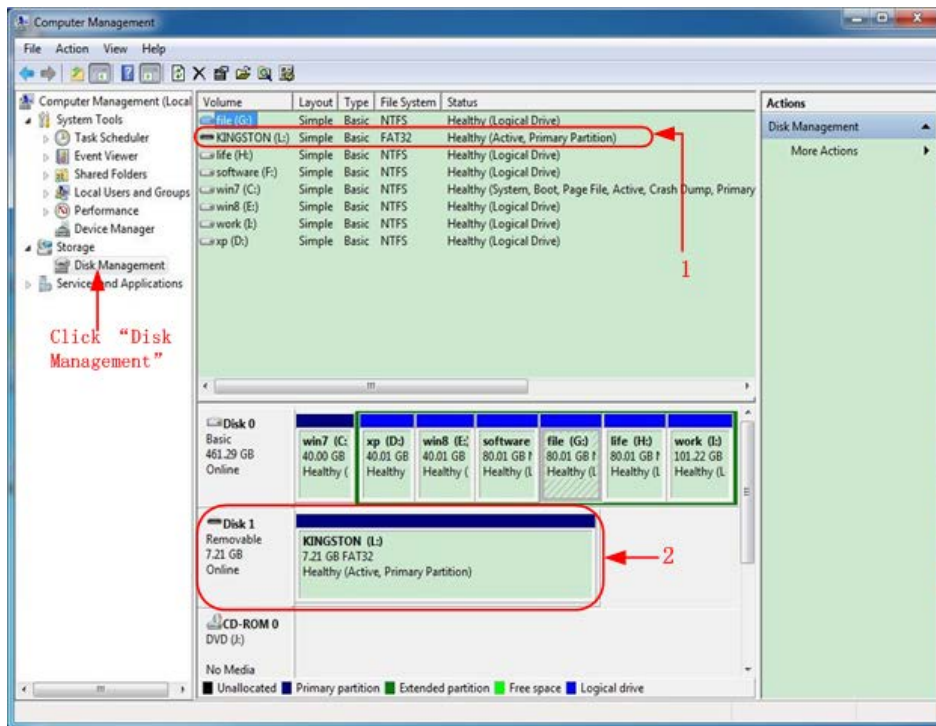 Computer Management
File Action View Help
Computer Management (Local
System Tools
Task Scheduler
Event Viewer
Shared Folders
Local Users and Groups
Performance
Device Manager
Storage
Disk Management
Services and Applications
Click “Disk
Management”
Volume Layout Type File System Status
file (G:) Simple Basic NTFS Healthy (Logical Drive)
KINGSTON (L:) Simple Basic FAT32 Healthy (Active, Primary Partition)
life (H:) Simple Basic NTFS Healthy (Logical Drive)
software (F:) Simple Basic NTFS Healthy (Logical Drive)
win7 (C:) Simple Basic NTFS Healthy (System, Boot, Page File, Active, Crash Dump, Primary
win8 (E:) Simple Basic NTFS Healthy (Logical Drive)
work (I:) Simple Basic NTFS Healthy (Logical Drive)
xp (D:) Simple Basic NTFS Healthy (Logical Drive)
1
Disk 0
Basic
461.29 GB
Online
win7 (C:
40.00 GB
Healthy (
xp (D:)
40.01 GB
Healthy
win8 (E:
40.01 GB
Healthy (
software
80.01 GB
Healthy (L
file (G:)
80.01 GB
Healthy (L
life (H:)
80.01 GB
Healthy (L
work (I:)
101.22 GB
Healthy (L
Disk 1
Removable
7.21 GB
Online
KINGSTON (L:)
7.21 GB FAT32
Healthy (Active, Primary Partition)
2
CD-ROM 0
DVD (J:)
No Media
Unallocated Primary partition Extended partition Free space Logical drive
Actions
Disk Management
More Actions